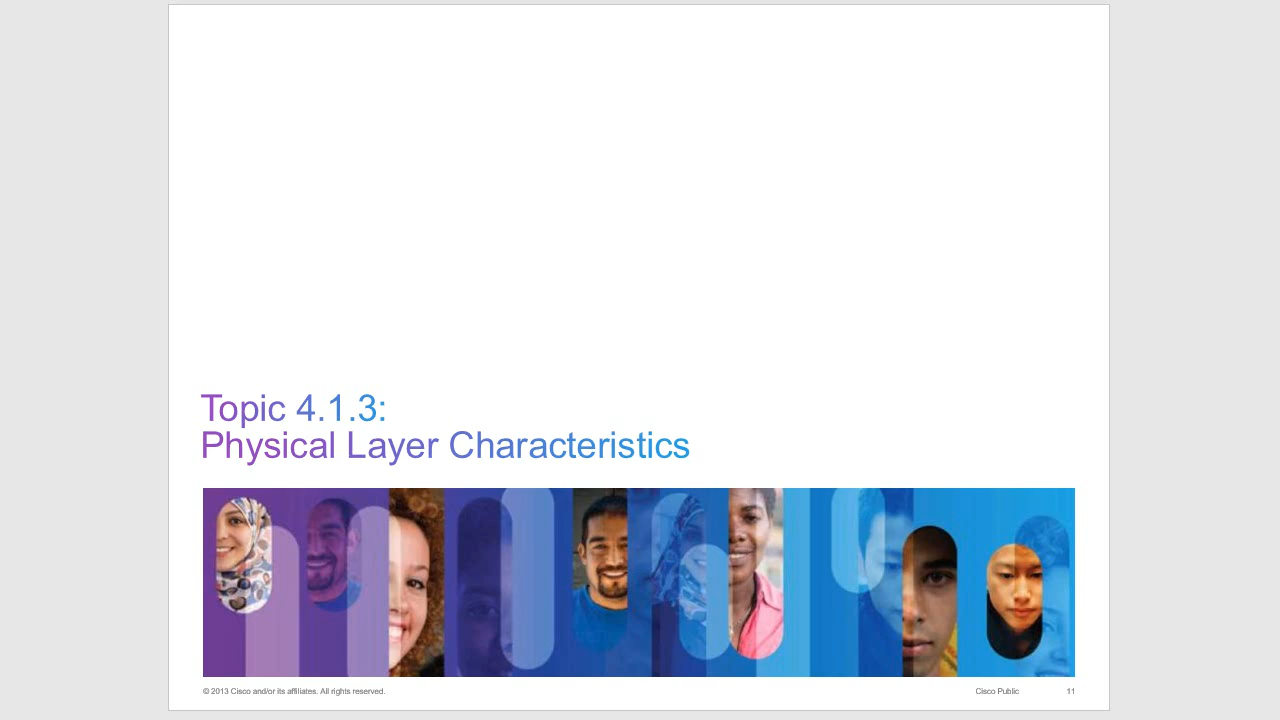 Topic 4.1.3:
Physical Layer Characteristics
© 2013 Cisco and/or its affiliates. All rights reserved.
Cisco Public
11